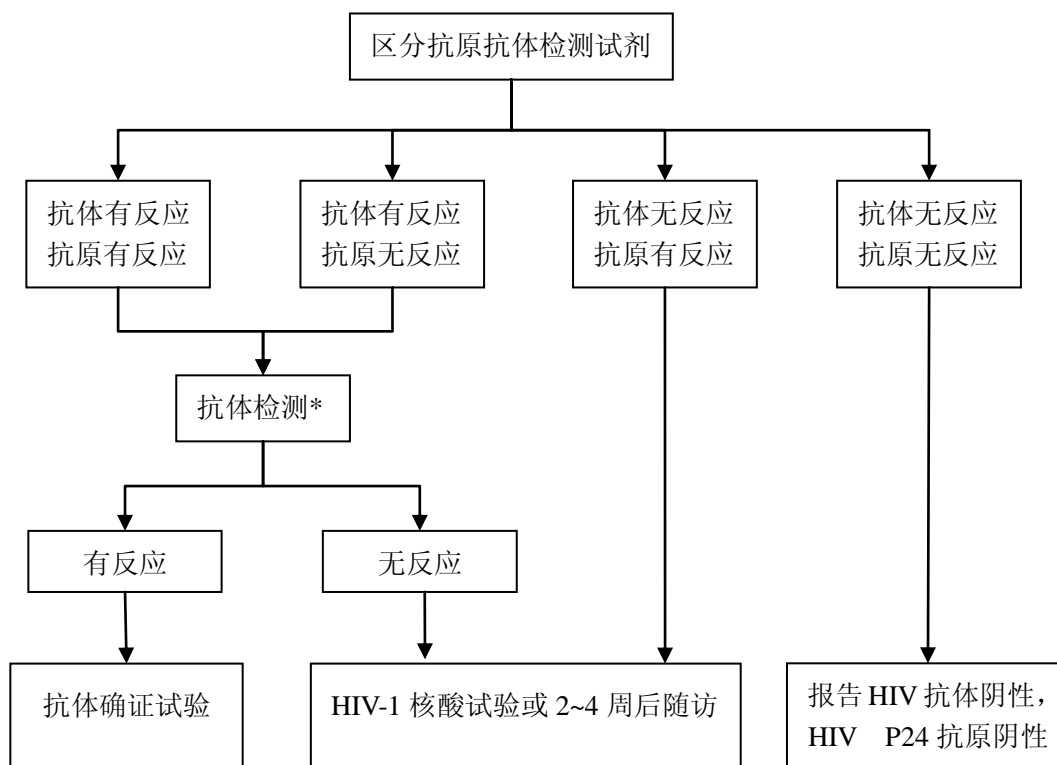 区分抗原抗体检测试剂
抗体有反应
抗原有反应
抗体有反应
抗原无反应
抗体无反应
抗原有反应
抗体无反应
抗原无反应
抗体检测*
有反应
无反应
抗体确证试验
HIV-1 核酸试验或 2~4 周后随访
报告 HIV 抗体阴性，
HIV P24 抗原阴性